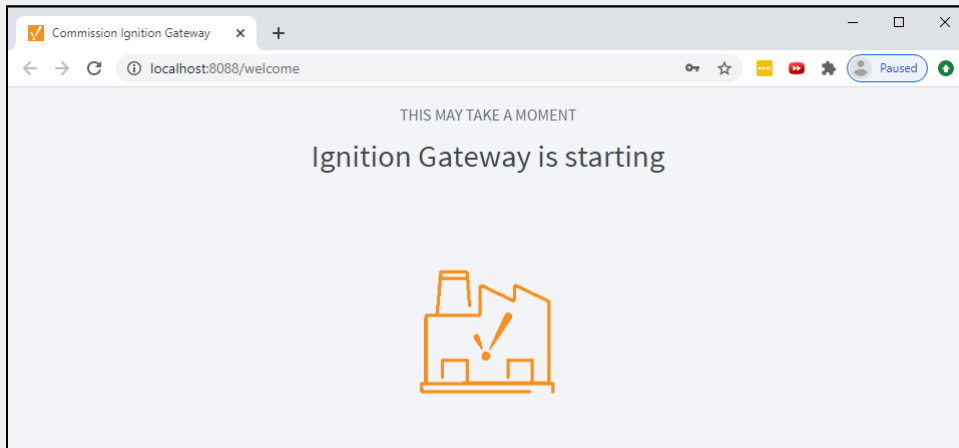 Commission Ignition Gateway
localhost:8088/welcome
Paused
THIS MAY TAKE A MOMENT
Ignition Gateway is starting